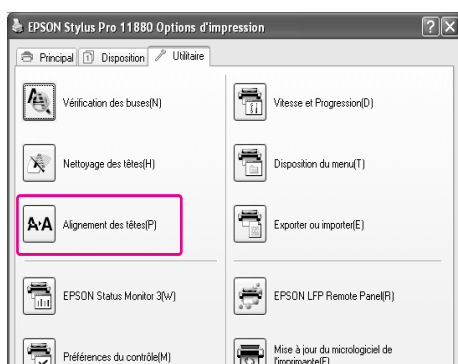 EPSON Stylus Pro 11880 Options d'impression
Principal Disposition Utilitaire
Vérification des buses(N)
Vitesse et Progression(D)
Nettoyage des têtes(H)
Disposition du menu(T)
A›A Alignement des têtes(P)
Exporter ou importer(E)
EPSON Status Monitor 3(W)
EPSON LFP Remote Panel(R)
Préférences du contrôle(M)
Mise à jour du micrologiciel de
l'imprimante(F)